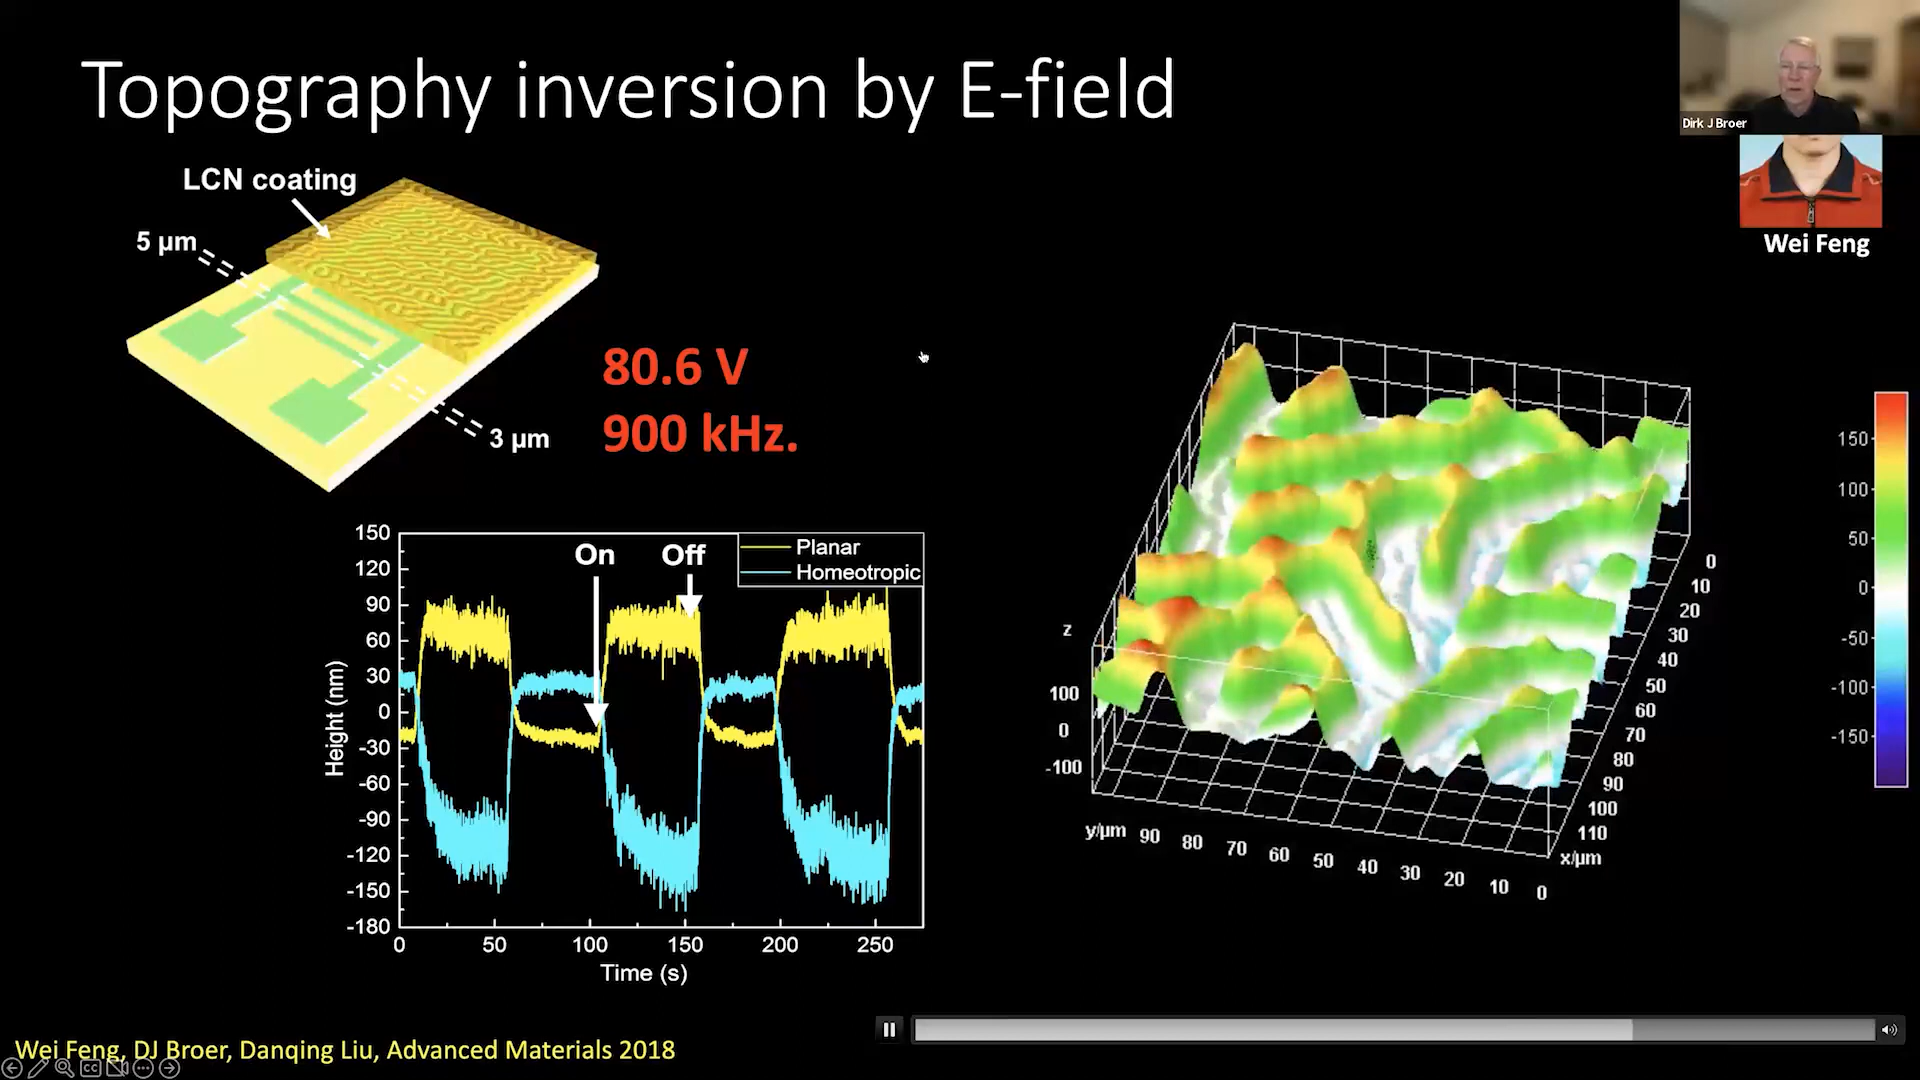 Topography inversion by E-field
Dirk J Broer
Wei Feng
LCN coating
5 µm
3 µm
80.6 V
900 kHz.
On
Off
Planar
Homeotropic
150
120
90
60
30
0
-30
-60
-90
-120
-150
-180
Height (nm)
0
50
100
150
200
250
Time (s)
z
100
0
-100
y/µm
90
80
70
60
50
40
30
20
10
0
x/µm
0
10
20
30
40
50
60
70
80
90
100
110
150
100
50
0
-50
-100
-150
Wei Feng, DJ Broer, Danqing Liu, Advanced Materials 2018
CC